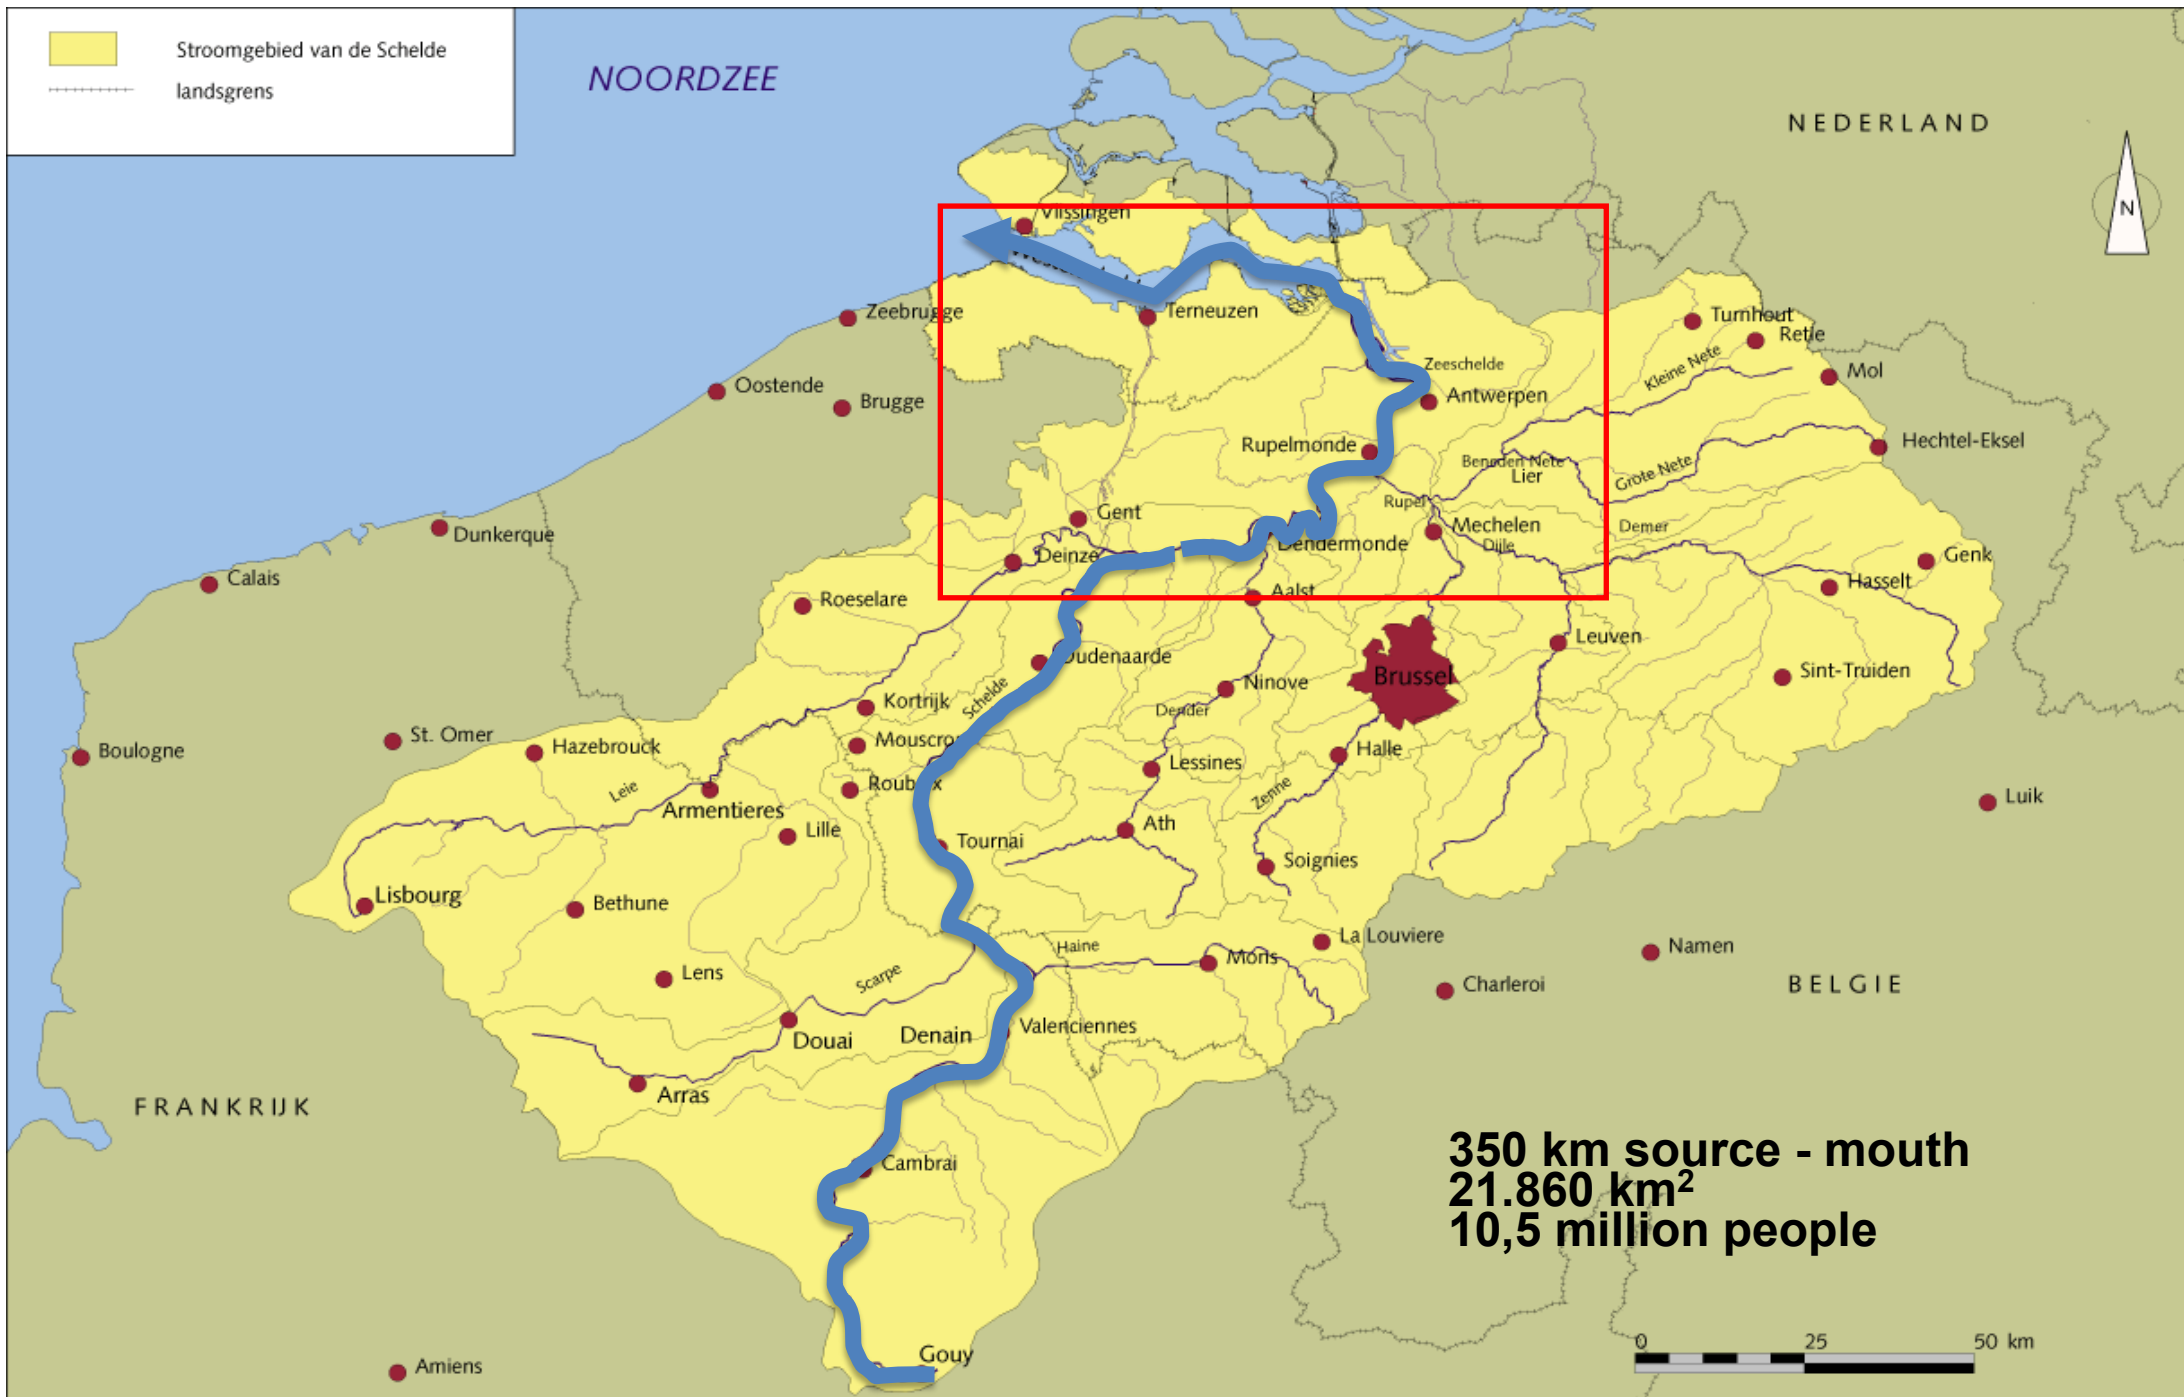 Stroomgebied van de Schelde
landsgrens
NOORDZEE
NEDERLAND
N
Vlissingen
Zeebrugge
Terneuzen
Turnhout
Retie
Zeeschelde
Kleine Nete
Mol
Oostende
Brugge
Antwerpen
Rupelmonde
Hechtel-Eksel
Beneden Nete
Lier
Grote Nete
Rupel
Gent
Mechelen
Demer
Dunkerque
Dendermonde
Dijle
Deinze
Genk
Calais
Hasselt
Roeselare
Aalst
Leuven
Oudenaarde
Brussel
Sint-Truiden
Ninove
Schelde
Kortrijk
Dender
St. Omer
Hazebrouck
Mouscron
Boulogne
Halle
Lessines
Leie
Roubaix
Zenne
Luik
Armentieres
Lille
Ath
Tournai
Soignies
Lisbourg
Bethune
La Louviere
Haine
Namen
Mons
Lens
Scarpe
Charleroi
BELGIE
Valenciennes
Douai
Denain
Arras
FRANKRIJK
350 km source - mouth
21.860 km²
10,5 million people
Cambrai
0 25 50 km
Gouy
Amiens